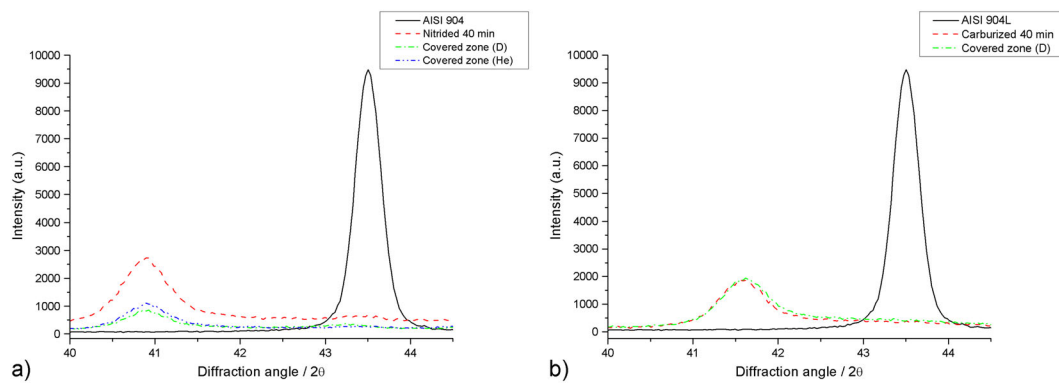 AISI 904
Nitrided 40 min
Covered zone (D)
Covered zone (He)
10000
9000
8000
7000
6000
5000
4000
3000
2000
1000
0
Intensity (a.u.)
40 41 42 43 44
Diffraction angle / 2θ
a)
AISI 904L
Carburized 40 min
Covered zone (D)
10000
9000
8000
7000
6000
5000
4000
3000
2000
1000
0
Intensity (a.u.)
40 41 42 43 44
Diffraction angle / 2θ
b)